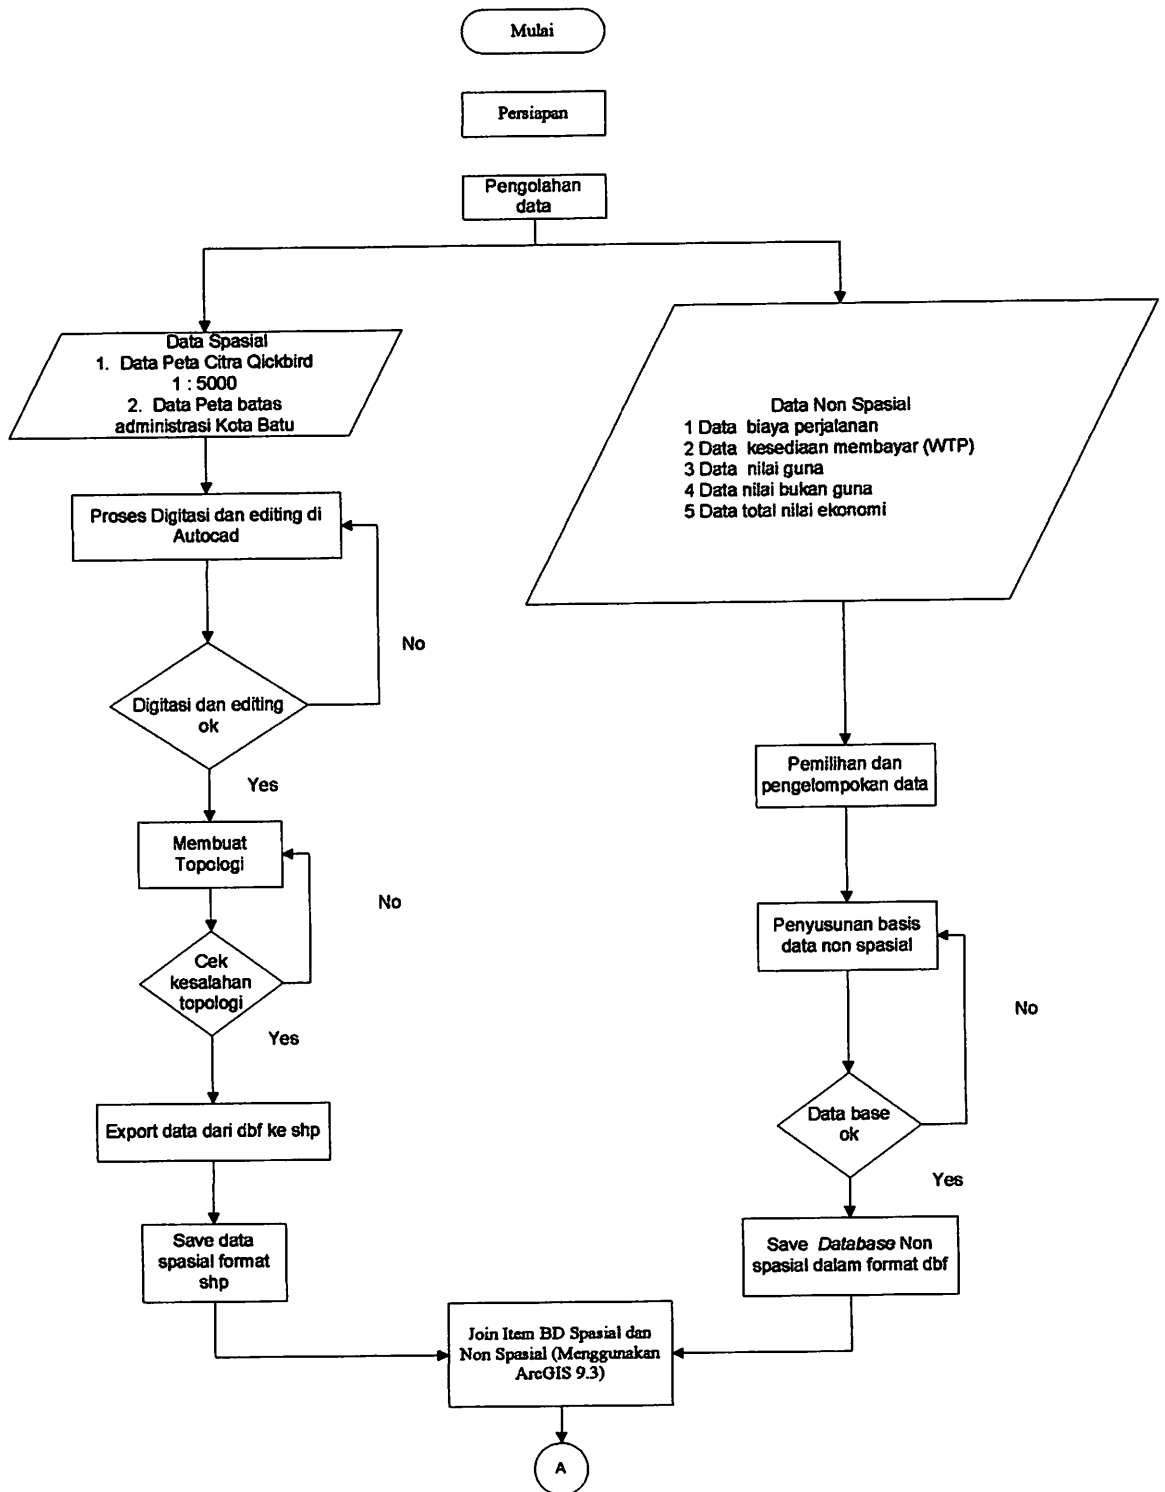 Mulai
Persiapan
Pengolahan
data
Data Spasial
1. Data Peta Citra Qickbird
1 : 5000
2. Data Peta batas
administrasi Kota Batu
Data Non Spasial
1 Data biaya perjalanan
2 Data kesediaan membayar (WTP)
3 Data nilai guna
4 Data nilai bukan guna
5 Data total nilai ekonomi
Proses Digitasi dan editing di
Autocad
No
Digitasi dan editing
ok
Yes
Membuat
Topologi
No
Cek
kesalahan
topologi
Yes
Export data dari dbf ke shp
Save data
spasial format
shp
Pemilihan dan
pengelompokan data
Penyusunan basis
data non spasial
No
Data base
ok
Yes
Save Database Non
spasial dalam format dbf
Join Item BD Spasial dan
Non Spasial (Menggunakan
ArcGIS 9.3)
A